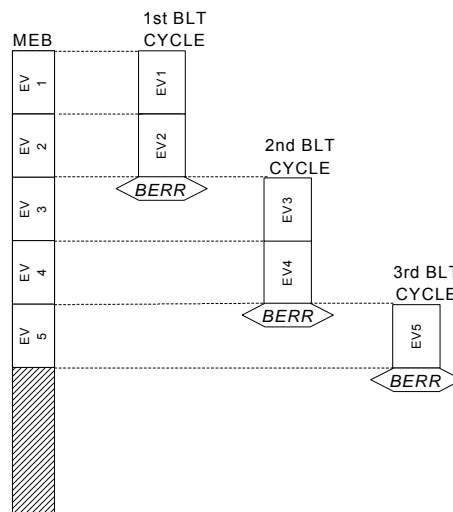 1st BLT
CYCLE
MEB
EV 1
EV1
EV 2
EV2
2nd BLT
CYCLE
BERR
EV 3
EV3
EV 4
EV4
3rd BLT
CYCLE
BERR
EV 5
EV5
BERR